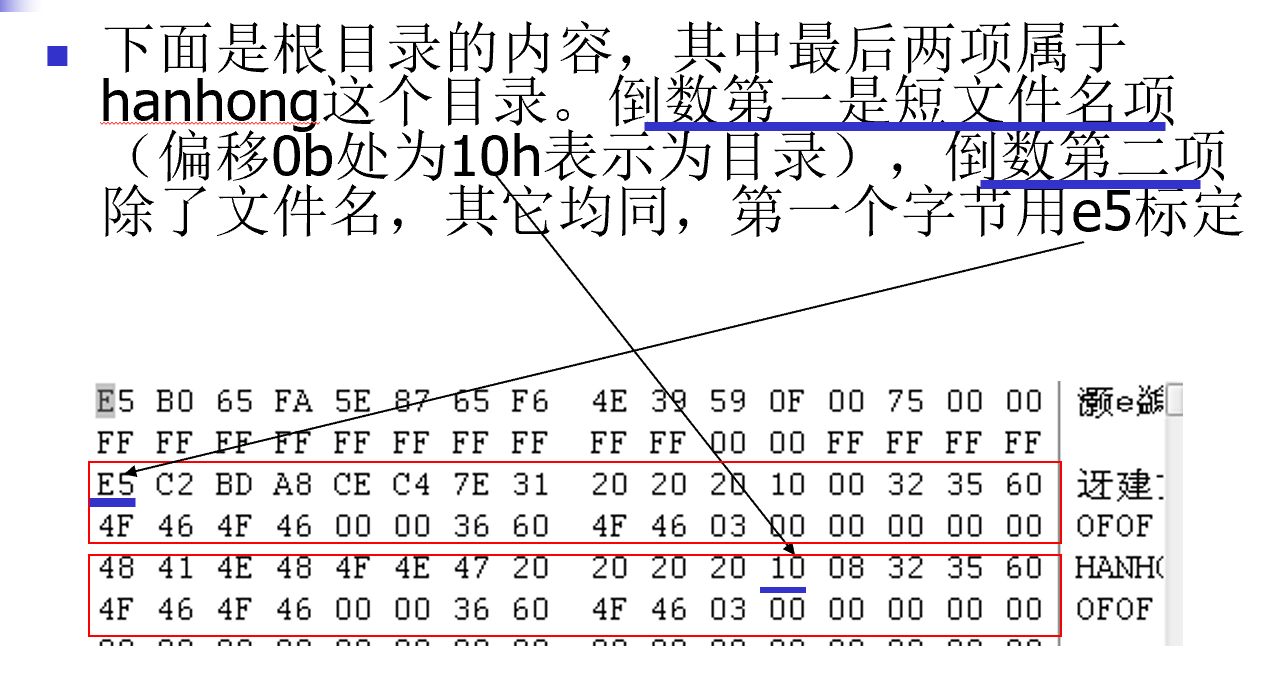 下面是根目录的内容，其中最后两项属于
hanhong这个目录。倒数第一是短文件名项
（偏移0b处为10h表示为目录），倒数第二项
除了文件名，其它均同，第一个字节用e5标定
E5 B0 65 FA 5E 87 65 F6 4E 39 59 0F 00 75 00 00 灏e
FF FF FF FF FF FF FF FF FF FF 00 00 FF FF FF FF
E5 C2 BD A8 CE C4 7E 31 20 20 20 10 00 32 35 60 迓建
4F 46 4F 46 00 00 36 60 4F 46 03 00 00 00 00 00 OFOF
48 41 4E 48 4F 4E 47 20 20 20 20 10 08 32 35 60 HANH
4F 46 4F 46 00 00 36 60 4F 46 03 00 00 00 00 00 OFOF